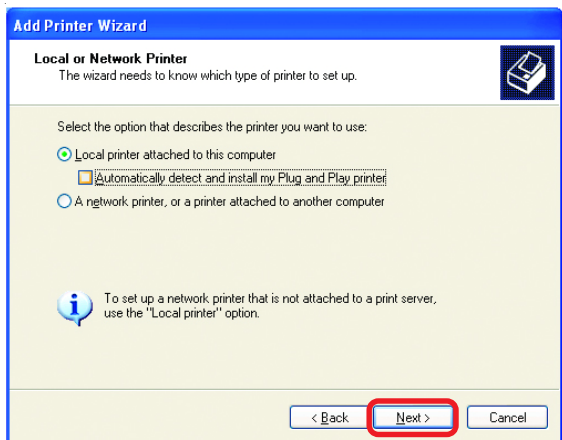 Add Printer Wizard
Local or Network Printer
The wizard needs to know which type of printer to set up.
Select the option that describes the printer you want to use:
Local printer attached to this computer
Automatically detect and install my Plug and Play printer
A network printer, or a printer attached to another computer
To set up a network printer that is not attached to a print server,
use the "Local printer" option.
< Back
Next >
Cancel